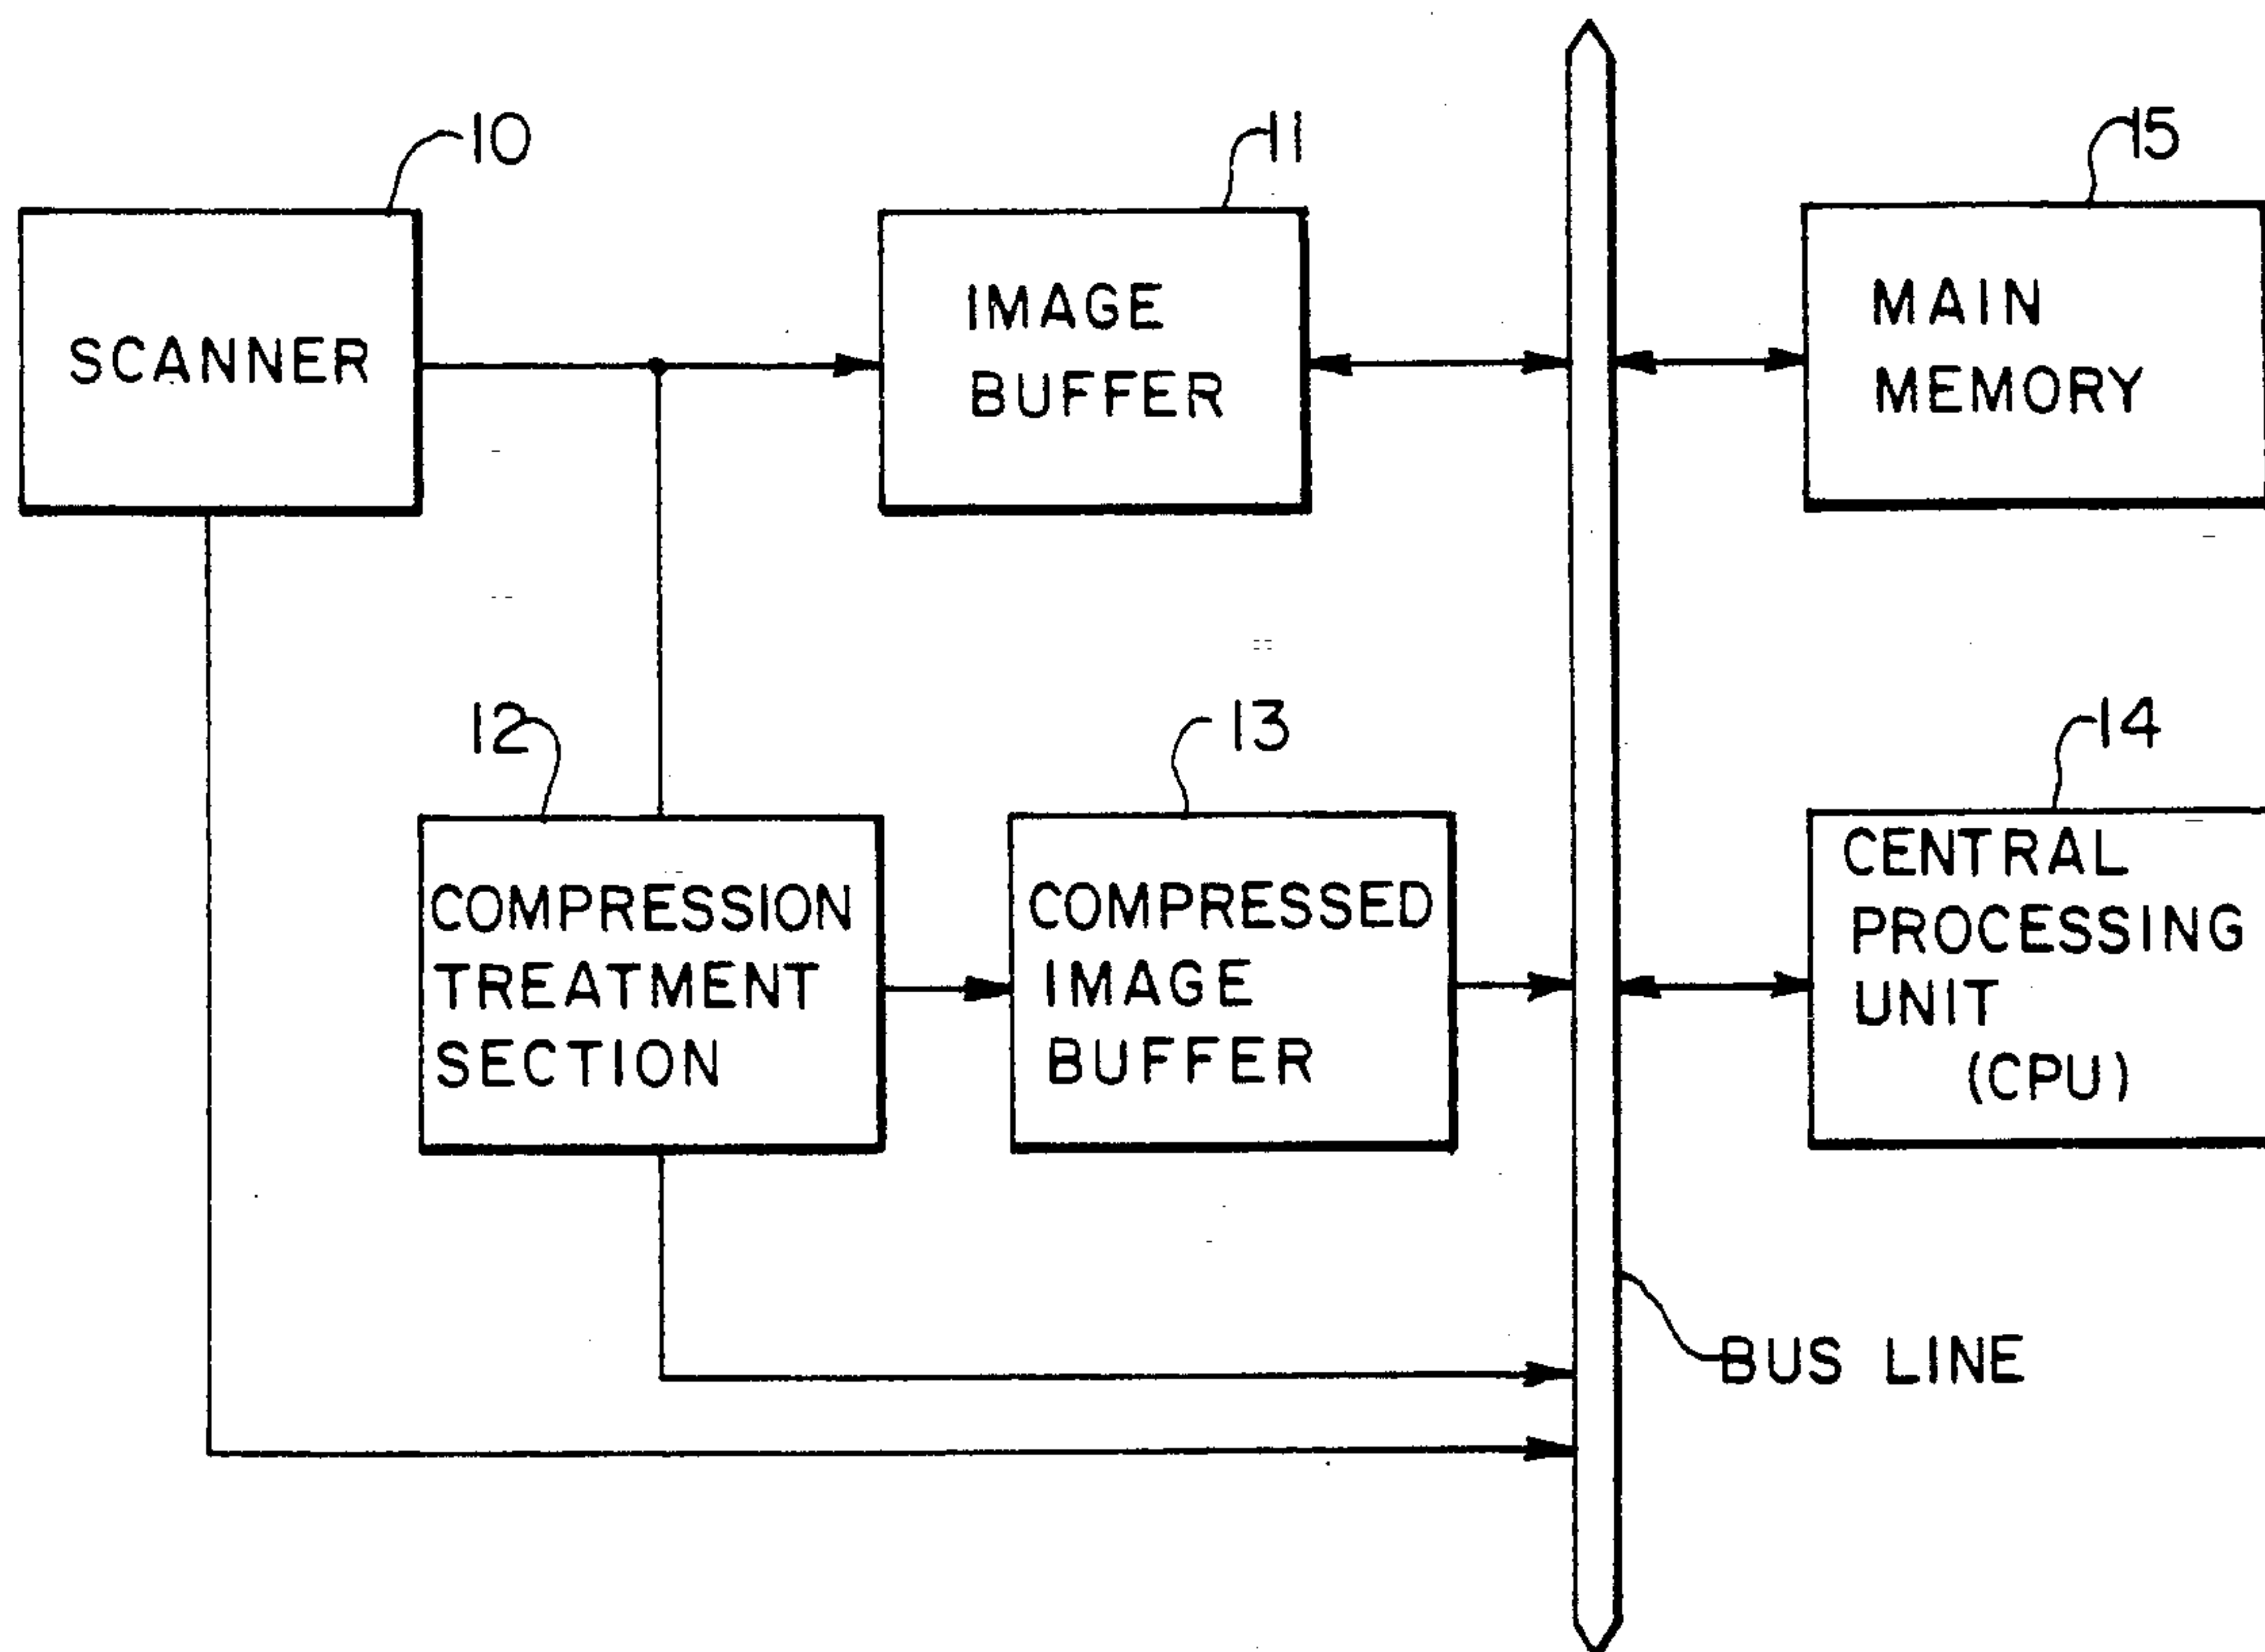 10
SCANNER
11
IMAGE
BUFFER
15
MAIN
MEMORY
12
COMPRESSION
TREATMENT
SECTION
13
COMPRESSED
IMAGE
BUFFER
14
CENTRAL
PROCESSING
UNIT
(CPU)
BUS LINE